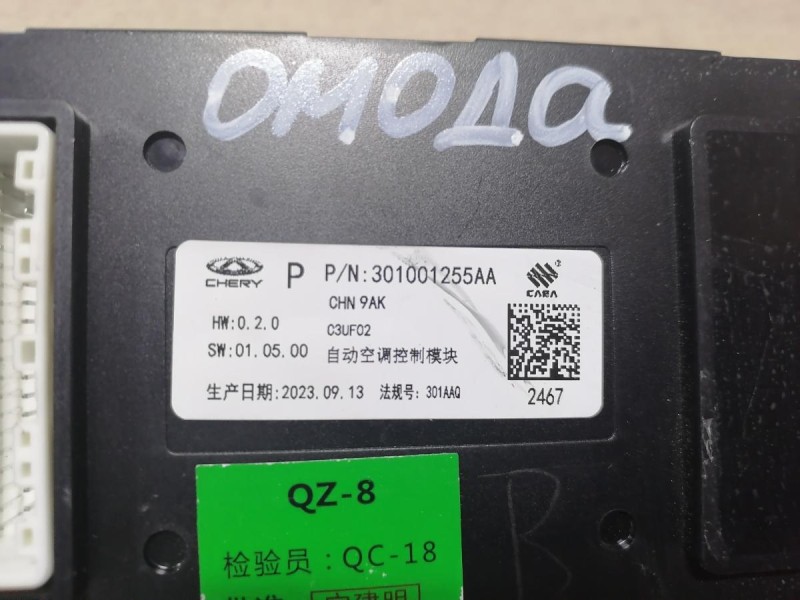 ОМОДа
CHERY P P/N:301001255AA
CHN 9AK
HW:0.2.0 C3UF02
SW:01.05.00 自动空调控制模块
生产日期:2023.09.13 法规号: 301AAQ
2467
QZ-8
检验员：QC-18
B